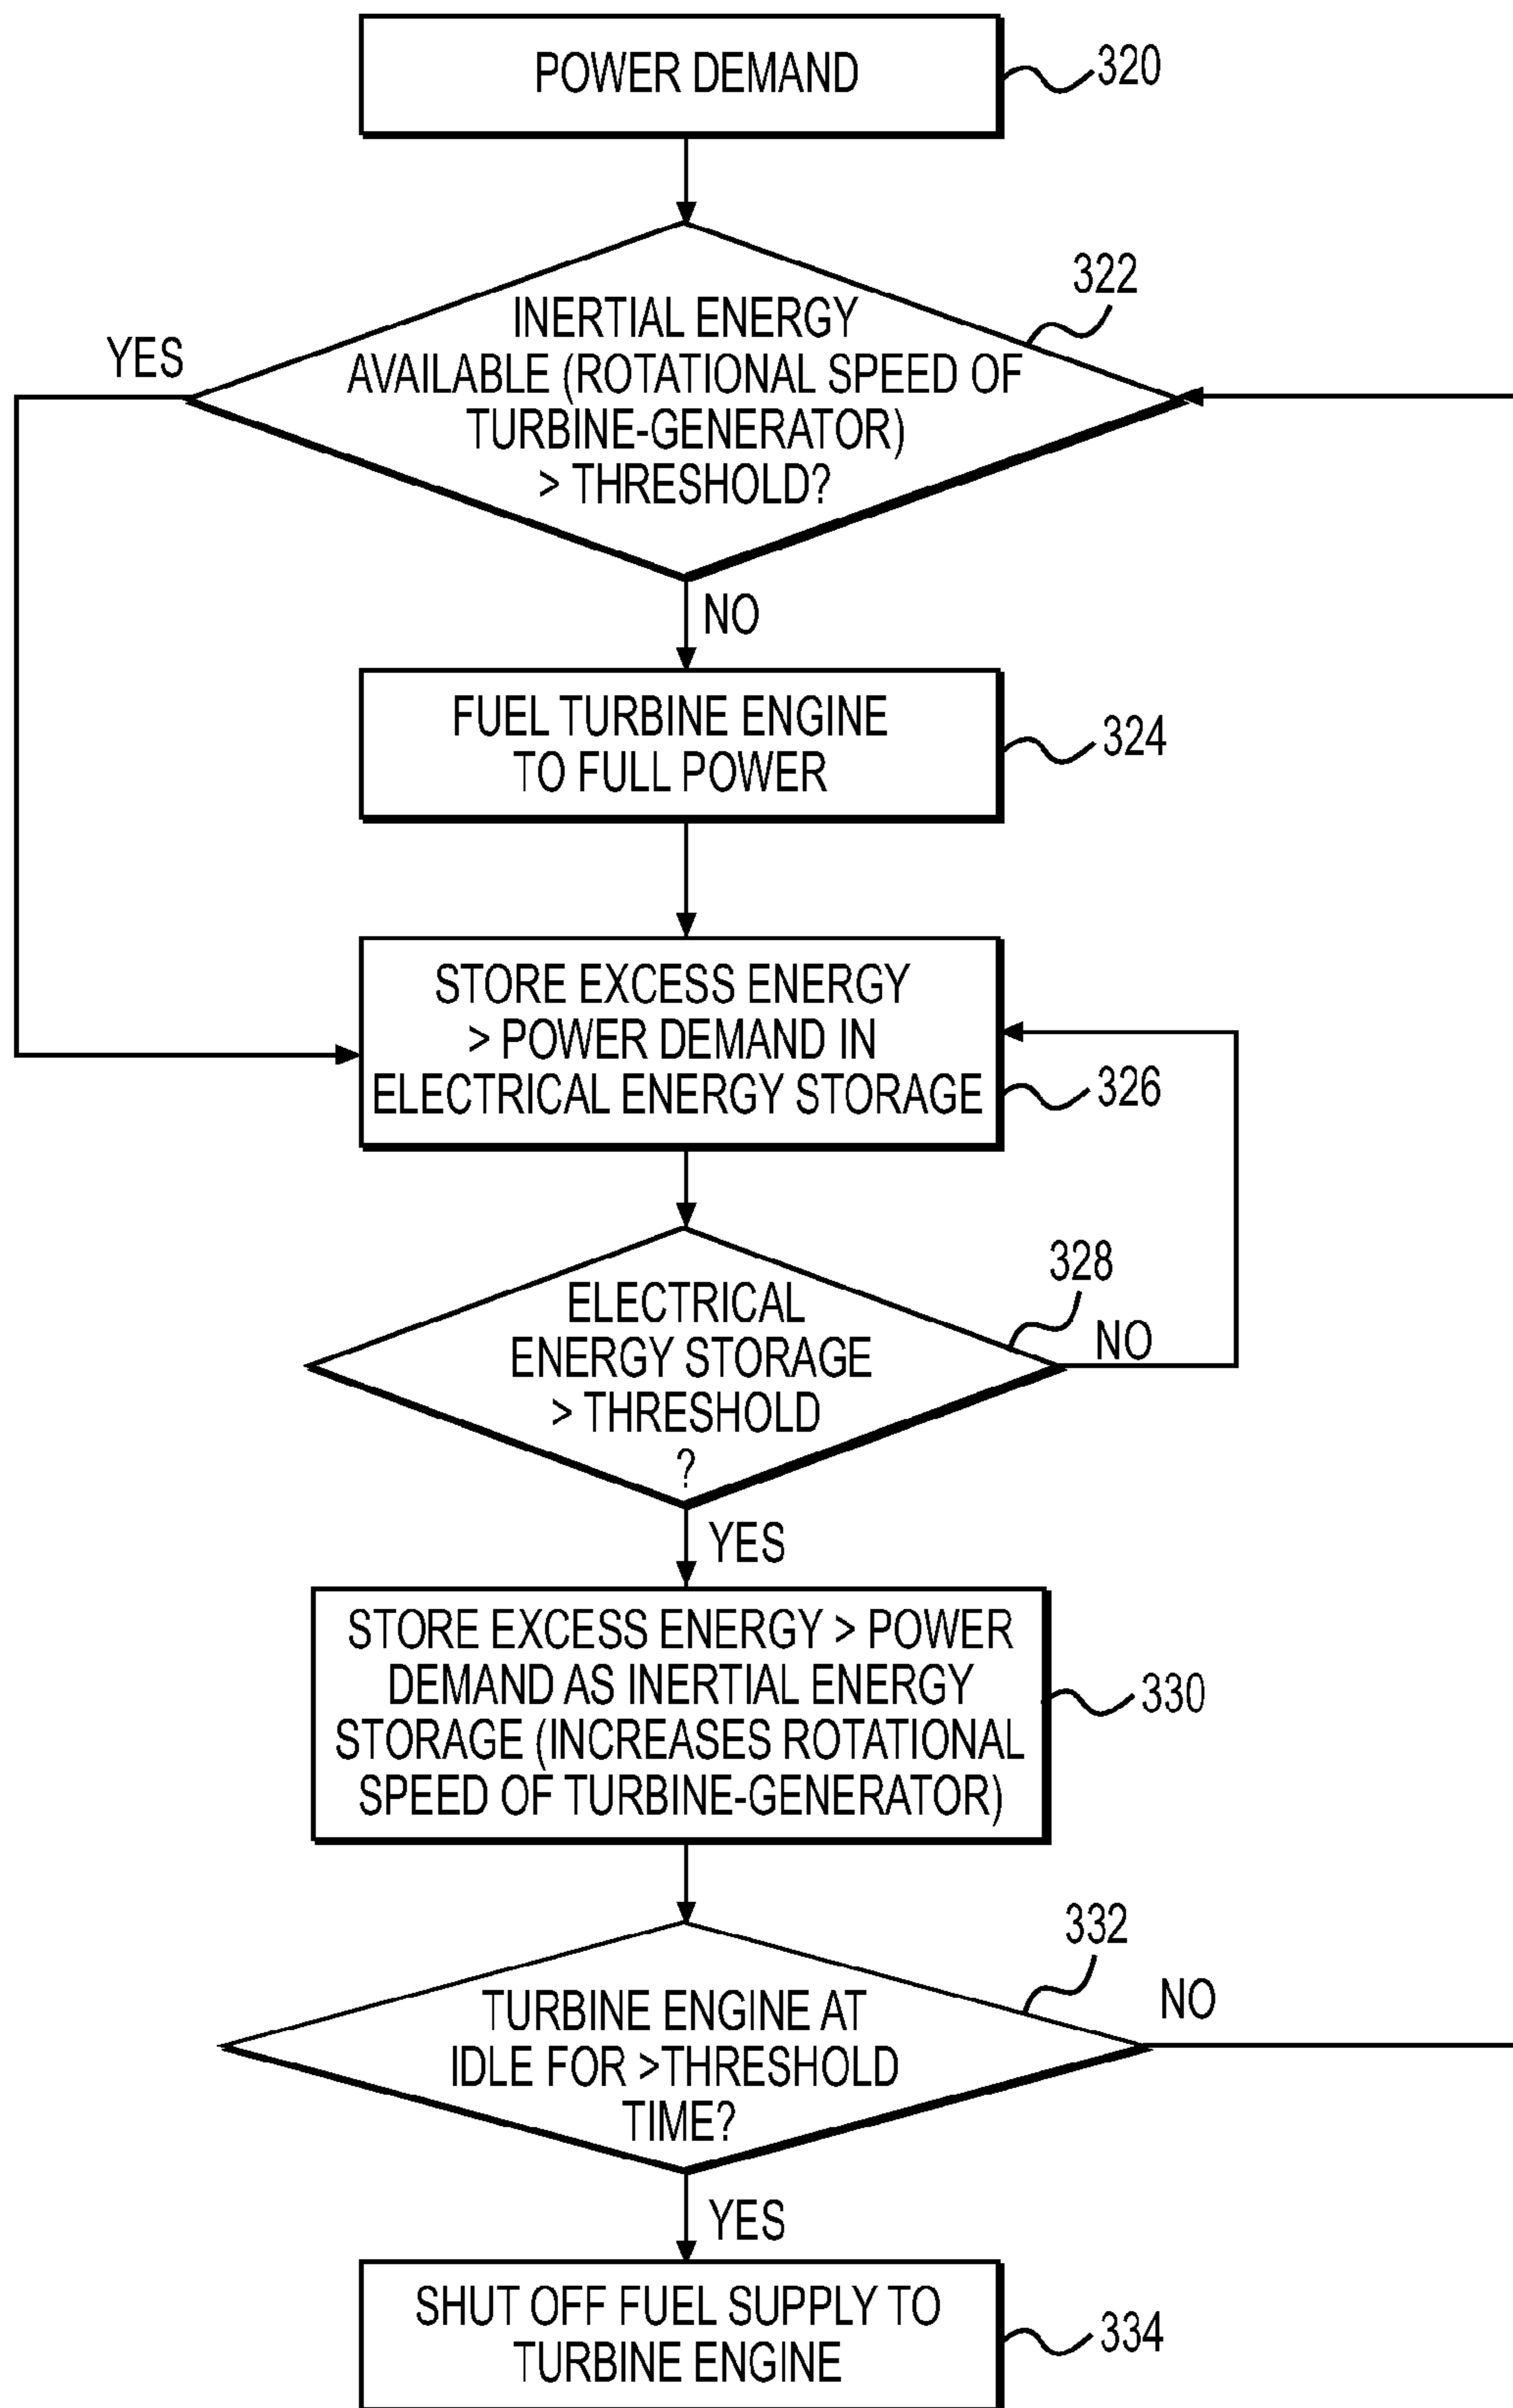 POWER DEMAND
320
322
INERTIAL ENERGY
AVAILABLE (ROTATIONAL SPEED OF
TURBINE-GENERATOR)
> THRESHOLD?
YES
NO
FUEL TURBINE ENGINE
TO FULL POWER
324
STORE EXCESS ENERGY
> POWER DEMAND IN
ELECTRICAL ENERGY STORAGE
326
328
ELECTRICAL
ENERGY STORAGE
> THRESHOLD
?
NO
YES
STORE EXCESS ENERGY > POWER
DEMAND AS INERTIAL ENERGY
STORAGE (INCREASES ROTATIONAL
SPEED OF TURBINE-GENERATOR)
330
332
TURBINE ENGINE AT
IDLE FOR >THRESHOLD
TIME?
NO
YES
SHUT OFF FUEL SUPPLY TO
TURBINE ENGINE
334